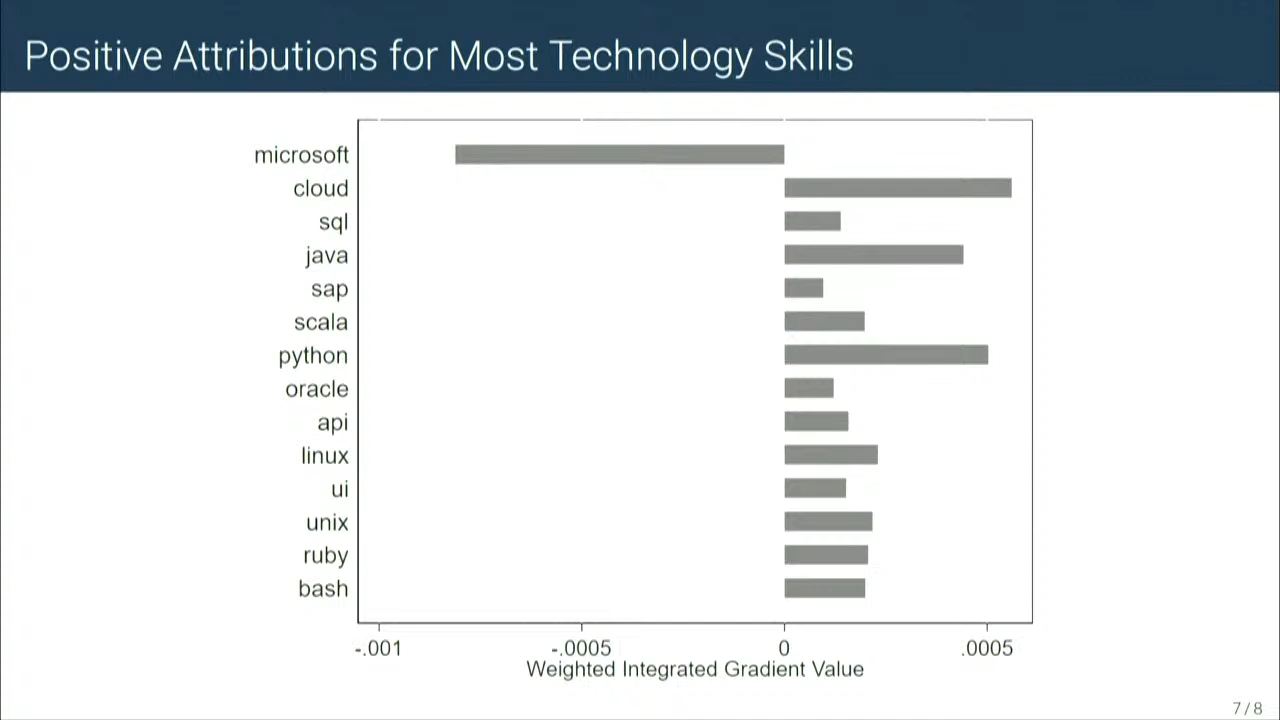 Positive Attributions for Most Technology Skills
microsoft
cloud
sql
java
sap
scala
python
oracle
api
linux
ui
unix
ruby
bash
-.001 -.0005 0 .0005
Weighted Integrated Gradient Value
7 / 8